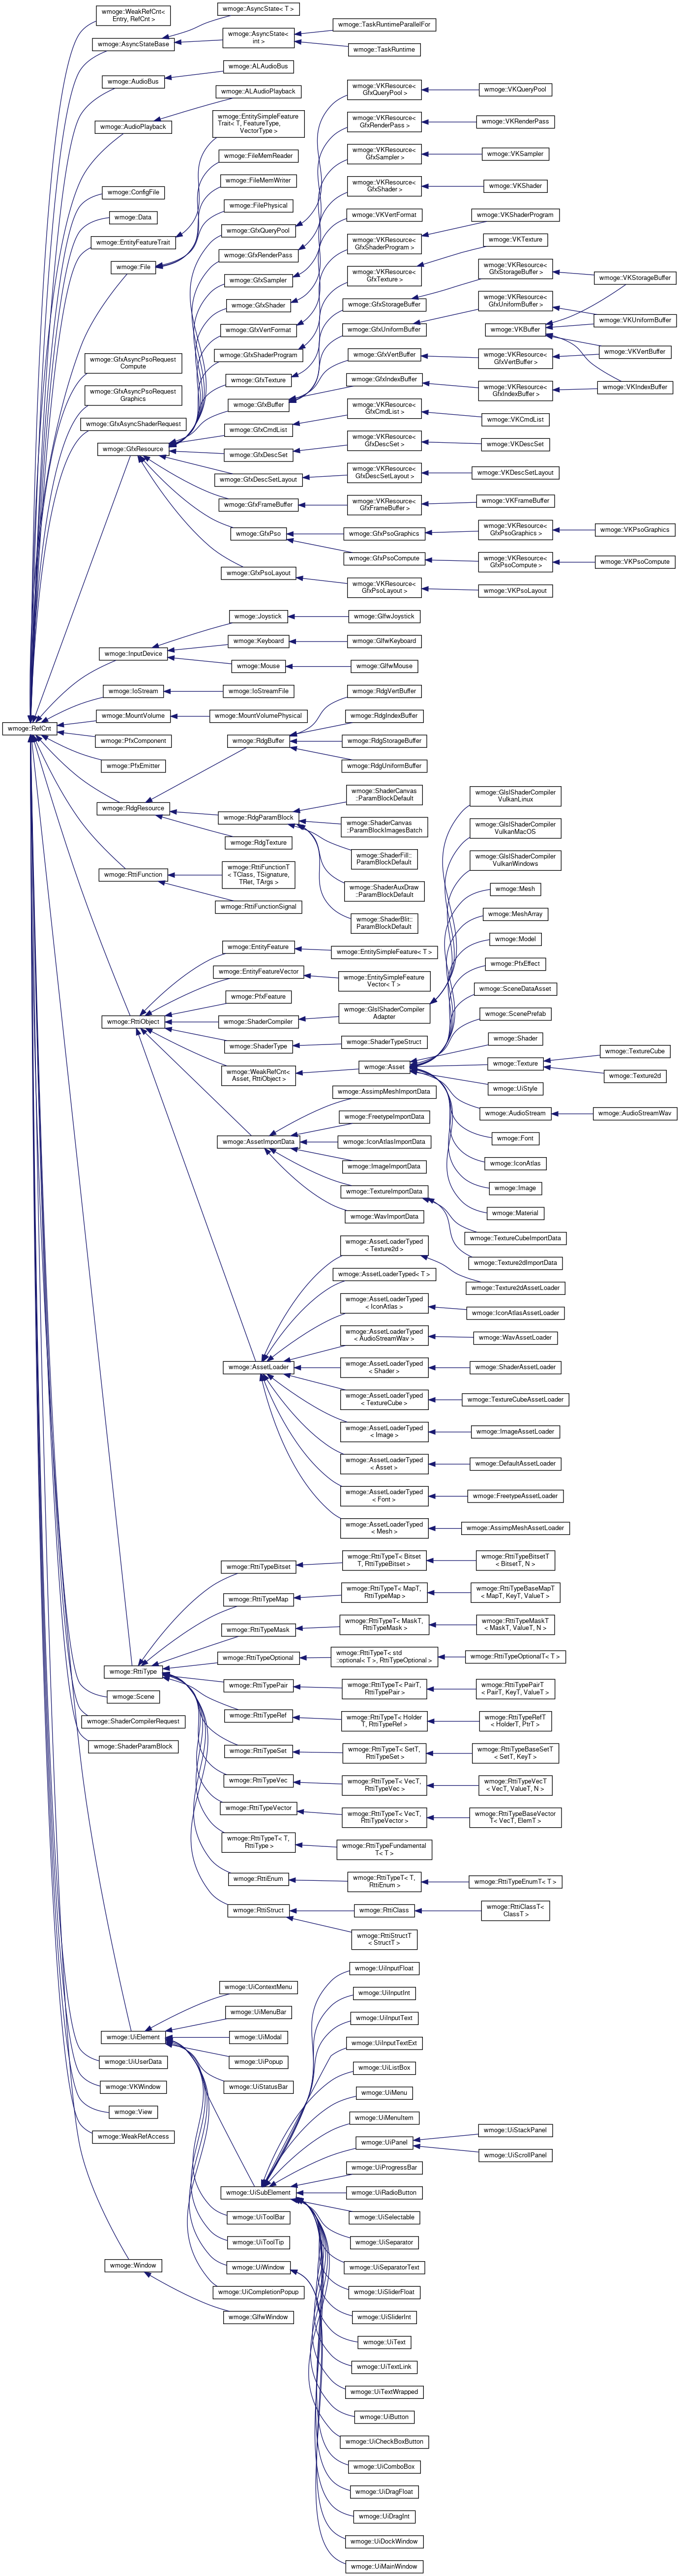 wmoge::RefCnt
wmoge::WeakRefCnt<
Entry, RefCnt >
wmoge::AsyncStateBase
wmoge::AsyncState< T >
wmoge::AsyncState<
int >
wmoge::TaskRuntimeParallelFor
wmoge::TaskRuntime
wmoge::AudioBus
wmoge::ALAudioBus
wmoge::AudioPlayback
wmoge::ALAudioPlayback
wmoge::ConfigFile
wmoge::Data
wmoge::EntityFeatureTrait
wmoge::EntitySimpleFeature
Trait< T, FeatureType,
VectorType >
wmoge::File
wmoge::FileMemReader
wmoge::FileMemWriter
wmoge::FilePhysical
wmoge::GfxAsyncPsoRequest
Compute
wmoge::GfxAsyncPsoRequest
Graphics
wmoge::GfxAsyncShaderRequest
wmoge::GfxResource
wmoge::GfxQueryPool
wmoge::VKResource<
GfxQueryPool >
wmoge::VKQueryPool
wmoge::GfxRenderPass
wmoge::VKResource<
GfxRenderPass >
wmoge::VKRenderPass
wmoge::GfxSampler
wmoge::VKResource<
GfxSampler >
wmoge::VKSampler
wmoge::GfxShader
wmoge::VKResource<
GfxShader >
wmoge::VKShader
wmoge::GfxVertFormat
wmoge::VKVertFormat
wmoge::GfxShaderProgram
wmoge::VKResource<
GfxShaderProgram >
wmoge::VKShaderProgram
wmoge::GfxTexture
wmoge::VKResource<
GfxTexture >
wmoge::VKTexture
wmoge::GfxBuffer
wmoge::GfxStorageBuffer
wmoge::VKResource<
GfxStorageBuffer >
wmoge::VKStorageBuffer
wmoge::GfxUniformBuffer
wmoge::VKResource<
GfxUniformBuffer >
wmoge::VKUniformBuffer
wmoge::VKBuffer
wmoge::GfxVertBuffer
wmoge::VKResource<
GfxVertBuffer >
wmoge::VKVertBuffer
wmoge::GfxIndexBuffer
wmoge::VKResource<
GfxIndexBuffer >
wmoge::VKIndexBuffer
wmoge::GfxCmdList
wmoge::VKResource<
GfxCmdList >
wmoge::VKCmdList
wmoge::GfxDescSet
wmoge::VKResource<
GfxDescSet >
wmoge::VKDescSet
wmoge::GfxDescSetLayout
wmoge::VKResource<
GfxDescSetLayout >
wmoge::VKDescSetLayout
wmoge::GfxFrameBuffer
wmoge::VKResource<
GfxFrameBuffer >
wmoge::VKFrameBuffer
wmoge::GfxPso
wmoge::GfxPsoGraphics
wmoge::VKResource<
GfxPsoGraphics >
wmoge::VKPsoGraphics
wmoge::GfxPsoCompute
wmoge::VKResource<
GfxPsoCompute >
wmoge::VKPsoCompute
wmoge::GfxPsoLayout
wmoge::VKResource<
GfxPsoLayout >
wmoge::VKPsoLayout
wmoge::InputDevice
wmoge::Joystick
wmoge::GlfwJoystick
wmoge::Keyboard
wmoge::GlfwKeyboard
wmoge::Mouse
wmoge::GlfwMouse
wmoge::IoStream
wmoge::IoStreamFile
wmoge::MountVolume
wmoge::MountVolumePhysical
wmoge::PfxComponent
wmoge::PfxEmitter
wmoge::RdgResource
wmoge::RdgBuffer
wmoge::RdgVertBuffer
wmoge::RdgIndexBuffer
wmoge::RdgStorageBuffer
wmoge::RdgUniformBuffer
wmoge::RdgParamBlock
wmoge::ShaderCanvas
::ParamBlockDefault
wmoge::ShaderCanvas
::ParamBlockImagesBatch
wmoge::ShaderFill::
ParamBlockDefault
wmoge::ShaderAuxDraw
::ParamBlockDefault
wmoge::ShaderBlit::
ParamBlockDefault
wmoge::RdgTexture
wmoge::RttiFunction
wmoge::RttiFunctionT
< TClass, TSignature,
TRet, TArgs >
wmoge::RttiFunctionSignal
wmoge::RttiObject
wmoge::EntityFeature
wmoge::EntitySimpleFeature< T >
wmoge::EntityFeatureVector
wmoge::EntitySimpleFeature
Vector< T >
wmoge::PfxFeature
wmoge::ShaderCompiler
wmoge::GlslShaderCompiler
Adapter
wmoge::GlslShaderCompiler
VulkanLinux
wmoge::GlslShaderCompiler
VulkanMacOS
wmoge::GlslShaderCompiler
VulkanWindows
wmoge::ShaderType
wmoge::ShaderTypeStruct
wmoge::WeakRefCnt<
Asset, RttiObject >
wmoge::Asset
wmoge::Mesh
wmoge::MeshArray
wmoge::Model
wmoge::PfxEffect
wmoge::SceneDataAsset
wmoge::ScenePrefab
wmoge::Shader
wmoge::Texture
wmoge::TextureCube
wmoge::Texture2d
wmoge::UiStyle
wmoge::AudioStream
wmoge::AudioStreamWav
wmoge::Font
wmoge::IconAtlas
wmoge::Image
wmoge::Material
wmoge::AssetImportData
wmoge::AssimpMeshImportData
wmoge::FreetypeImportData
wmoge::IconAtlasImportData
wmoge::ImageImportData
wmoge::TextureImportData
wmoge::TextureCubeImportData
wmoge::Texture2dImportData
wmoge::WavImportData
wmoge::AssetLoader
wmoge::AssetLoaderTyped
< Texture2d >
wmoge::Texture2dAssetLoader
wmoge::AssetLoaderTyped< T >
wmoge::AssetLoaderTyped
< IconAtlas >
wmoge::IconAtlasAssetLoader
wmoge::AssetLoaderTyped
< AudioStreamWav >
wmoge::WavAssetLoader
wmoge::AssetLoaderTyped
< Shader >
wmoge::ShaderAssetLoader
wmoge::AssetLoaderTyped
< TextureCube >
wmoge::TextureCubeAssetLoader
wmoge::AssetLoaderTyped
< Image >
wmoge::ImageAssetLoader
wmoge::AssetLoaderTyped
< Asset >
wmoge::DefaultAssetLoader
wmoge::AssetLoaderTyped
< Font >
wmoge::FreetypeAssetLoader
wmoge::AssetLoaderTyped
< Mesh >
wmoge::AssimpMeshAssetLoader
wmoge::RttiType
wmoge::RttiTypeBitset
wmoge::RttiTypeT< Bitset
T, RttiTypeBitset >
wmoge::RttiTypeBitsetT
< BitsetT, N >
wmoge::RttiTypeMap
wmoge::RttiTypeT< MapT,
RttiTypeMap >
wmoge::RttiTypeBaseMapT
< MapT, KeyT, ValueT >
wmoge::RttiTypeMask
wmoge::RttiTypeT< MaskT,
RttiTypeMask >
wmoge::RttiTypeMaskT
< MaskT, ValueT, N >
wmoge::RttiTypeOptional
wmoge::RttiTypeT< std
::optional< T >, RttiTypeOptional >
wmoge::RttiTypeOptionalT< T >
wmoge::RttiTypePair
wmoge::RttiTypeT< PairT,
RttiTypePair >
wmoge::RttiTypePairT
< PairT, KeyT, ValueT >
wmoge::RttiTypeRef
wmoge::RttiTypeT< Holder
T, RttiTypeRef >
wmoge::RttiTypeRefT
< HolderT, PtrT >
wmoge::RttiTypeSet
wmoge::RttiTypeT< SetT,
RttiTypeSet >
wmoge::RttiTypeBaseSetT
< SetT, KeyT >
wmoge::RttiTypeVec
wmoge::RttiTypeT< VecT,
RttiTypeVec >
wmoge::RttiTypeVecT
< VecT, ValueT, N >
wmoge::RttiTypeVector
wmoge::RttiTypeT< VecT,
RttiTypeVector >
wmoge::RttiTypeBaseVector
T< VecT, ElemT >
wmoge::RttiTypeT< T,
RttiType >
wmoge::RttiTypeFundamental
T< T >
wmoge::RttiEnum
wmoge::RttiTypeT< T,
RttiEnum >
wmoge::RttiTypeEnumT< T >
wmoge::RttiStruct
wmoge::RttiClass
wmoge::RttiClassT<
ClassT >
wmoge::RttiStructT
< StructT >
wmoge::Scene
wmoge::ShaderCompilerRequest
wmoge::ShaderParamBlock
wmoge::UiElement
wmoge::UiContextMenu
wmoge::UiMenuBar
wmoge::UiModal
wmoge::UiPopup
wmoge::UiStatusBar
wmoge::UiSubElement
wmoge::UiInputFloat
wmoge::UiInputInt
wmoge::UiInputText
wmoge::UiInputTextExt
wmoge::UiListBox
wmoge::UiMenu
wmoge::UiMenuItem
wmoge::UiPanel
wmoge::UiStackPanel
wmoge::UiScrollPanel
wmoge::UiProgressBar
wmoge::UiRadioButton
wmoge::UiSelectable
wmoge::UiSeparator
wmoge::UiSeparatorText
wmoge::UiSliderFloat
wmoge::UiSliderInt
wmoge::UiText
wmoge::UiTextLink
wmoge::UiTextWrapped
wmoge::UiButton
wmoge::UiCheckBoxButton
wmoge::UiComboBox
wmoge::UiDragFloat
wmoge::UiDragInt
wmoge::UiToolBar
wmoge::UiToolTip
wmoge::UiWindow
wmoge::UiDockWindow
wmoge::UiMainWindow
wmoge::UiCompletionPopup
wmoge::UiUserData
wmoge::VKWindow
wmoge::View
wmoge::WeakRefAccess
wmoge::Window
wmoge::GlfwWindow